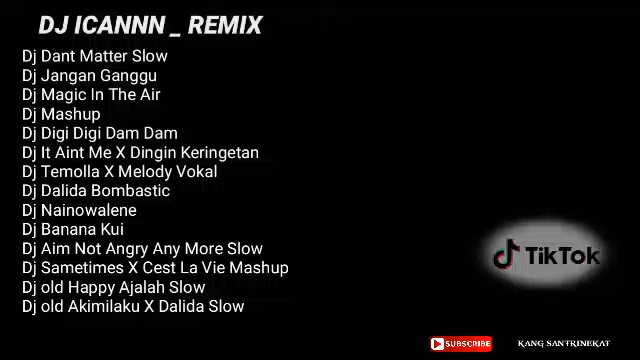 DJ ICANNN _ REMIX
Dj Dant Matter Slow
Dj Jangan Ganggu
Dj Magic In The Air
Dj Mashup
Dj Digi Digi Dam Dam
Dj It Aint Me X Dingin Keringetan
Dj Temolla X Melody Vokal
Dj Dalida Bombastic
Dj Nainowalene
Dj Banana Kui
Dj Aim Not Angry Any More Slow
Dj Sametimes X Cest La Vie Mashup
Dj old Happy Ajalah Slow
Dj old Akimilaku X Dalida Slow
TikTok
SUBSCRIBE
KANG SANTRINEKAT